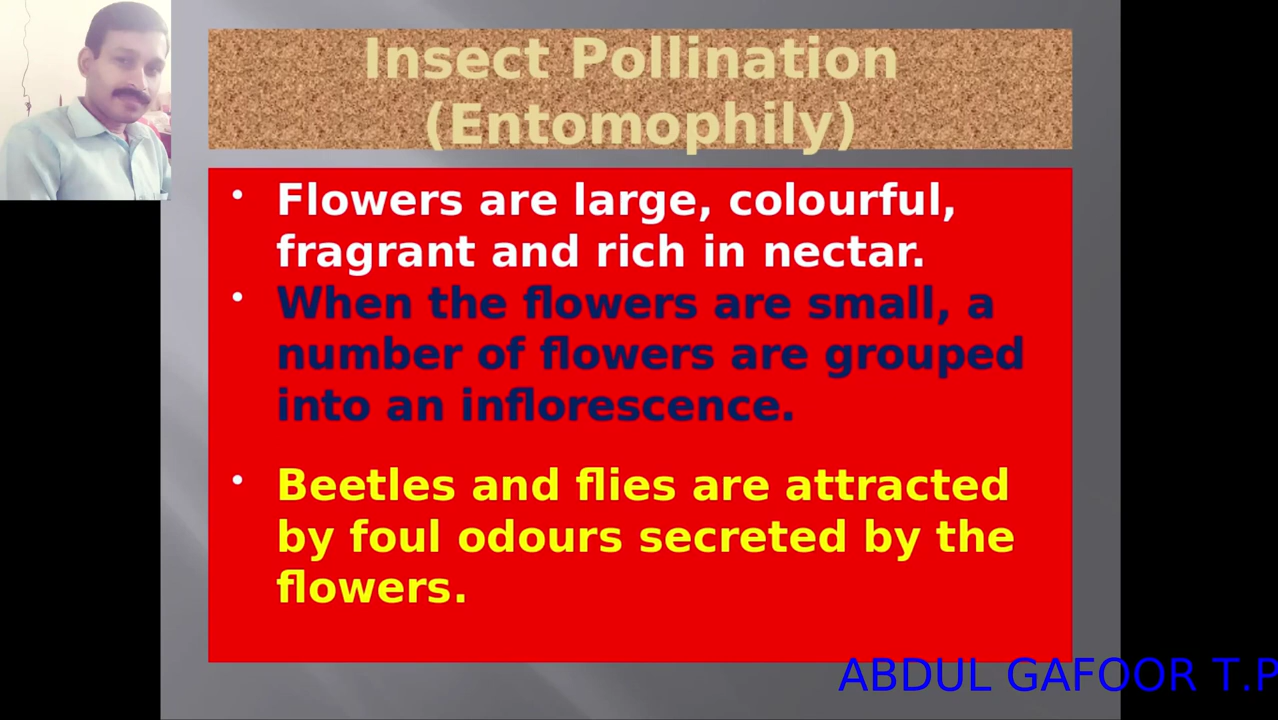 Insect Pollination
(Entomophily)
• Flowers are large, colourful,
fragrant and rich in nectar.
• When the flowers are small, a
number of flowers are grouped
into an inflorescence.
• Beetles and flies are attracted
by foul odours secreted by the
flowers.
ABDUL GAFOOR T.P